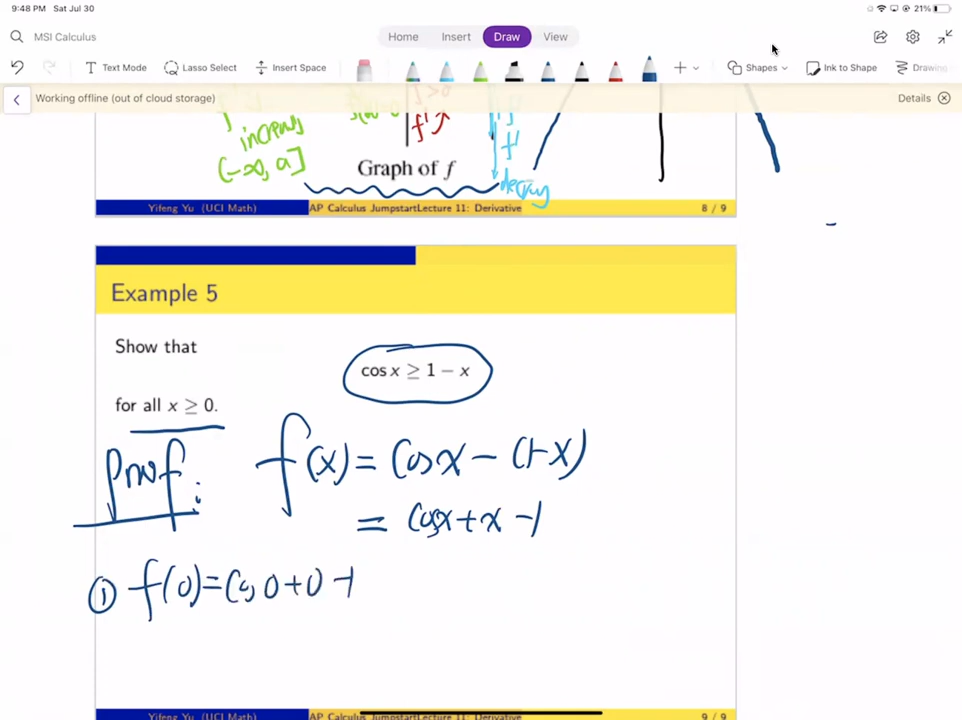 9:48 PM Sat Jul 30 21%
MSI Calculus Home Insert Draw View
Text Mode Lasso Select Insert Space Shapes Ink to Shape Drawing
Working offline (out of cloud storage) Details
f > 0
increasing
(-∞, a]
f'
f'
Graph of f
Yifeng Yu (UCI Math) AP Calculus JumpstartLecture 11: Derivative 8 / 9
Example 5
Show that
cos x ≥ 1 − x
for all x ≥ 0.
Proof: f(x) = cos x − (1-x)
= cos x + x − 1
① f(0) = cos 0 + 0 − 1
Yifeng Yu (UCI Math) AP Calculus JumpstartLecture 11: Derivative 9 / 9